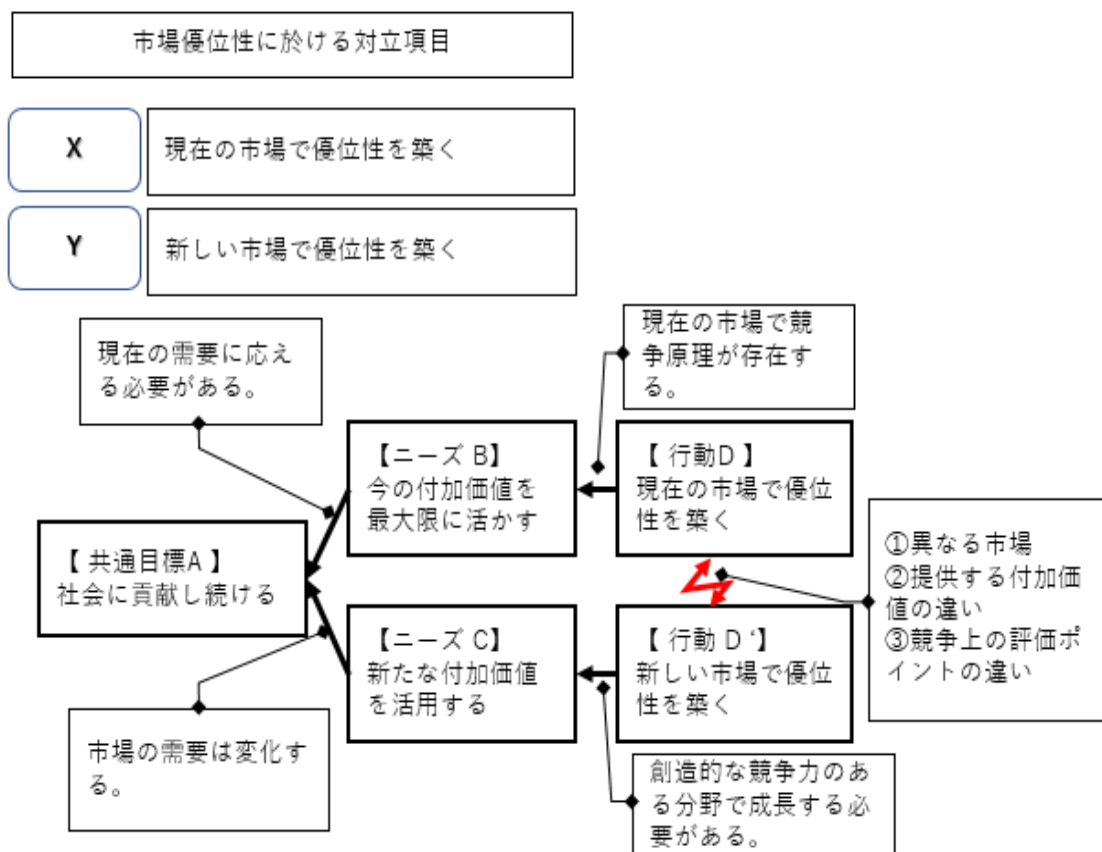 市場優位性に於ける対立項目
X
現在の市場で優位性を築く
Y
新しい市場で優位性を築く
現在の需要に応え
る必要がある。
現在の市場で競
争原理が存在す
る。
【ニーズ B】
今の付加価値を
最大限に活かす
【 行動D 】
現在の市場で優位
性を築く
【 共通目標A 】
社会に貢献し続ける
①異なる市場
②提供する付加価
値の違い
③競争上の評価ポ
イントの違い
【ニーズ C】
新たな付加価値
を活用する
【 行動 D ‘】
新しい市場で優位
性を築く
市場の需要は変化す
る。
創造的な競争力のあ
る分野で成長する必
要がある。